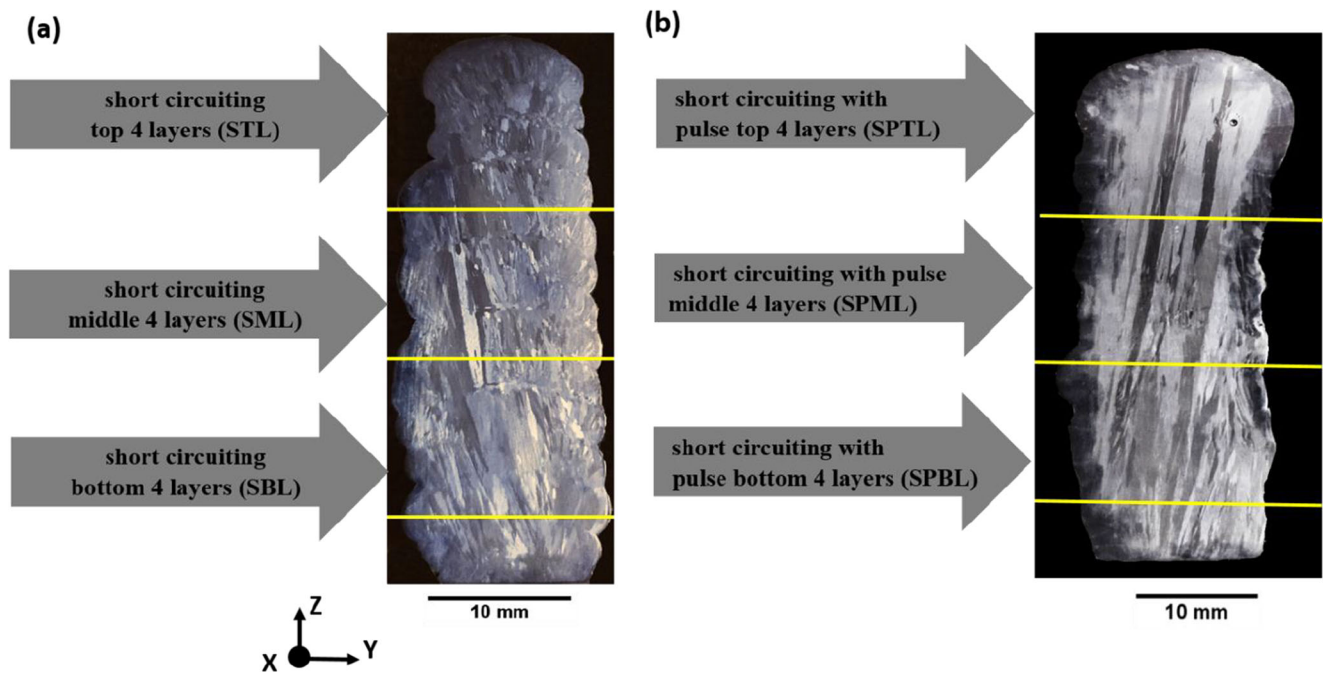 (a)
short circuiting
top 4 layers (STL)
short circuiting
middle 4 layers (SML)
short circuiting
bottom 4 layers (SBL)
10 mm
Z
X
Y
(b)
short circuiting with
pulse top 4 layers (SPTL)
short circuiting with pulse
middle 4 layers (SPML)
short circuiting with
pulse bottom 4 layers (SPBL)
10 mm